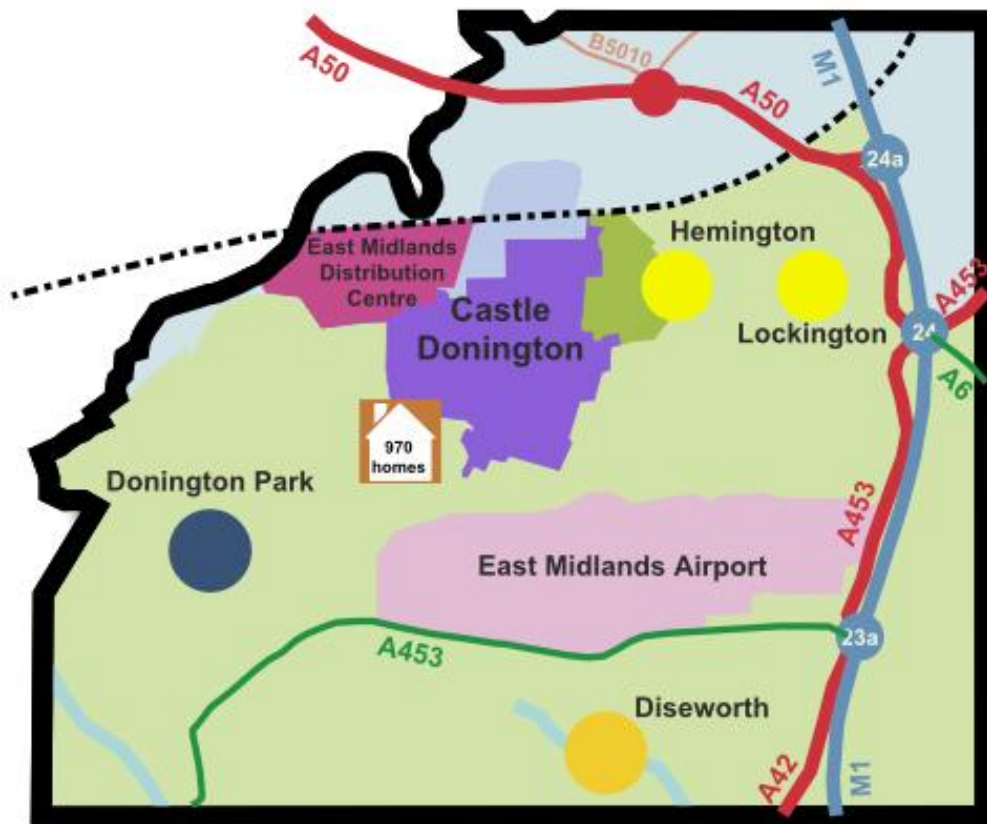 A50
B5010
M1
A50
24a
East Midlands
Distribution
Centre
Hemington
Castle
Donington
Lockington
A453
24
A6
970
homes
Donington Park
A453
East Midlands Airport
A453
23a
Diseworth
A42
M1